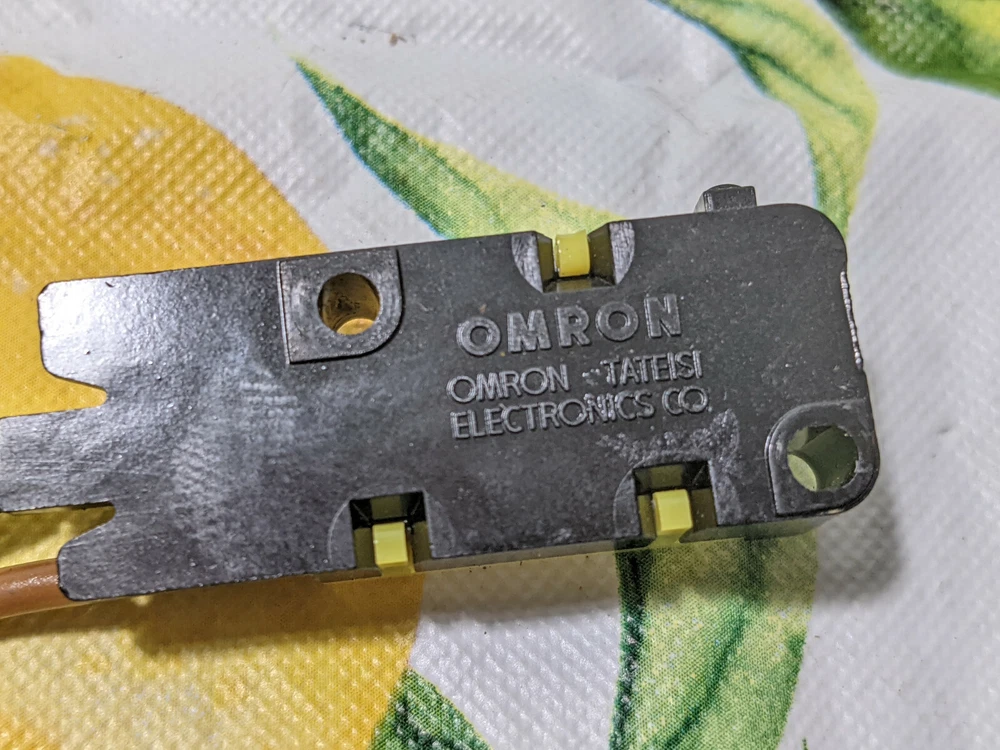 OMRON
OMRON - TATEISI
ELECTRONICS CO.